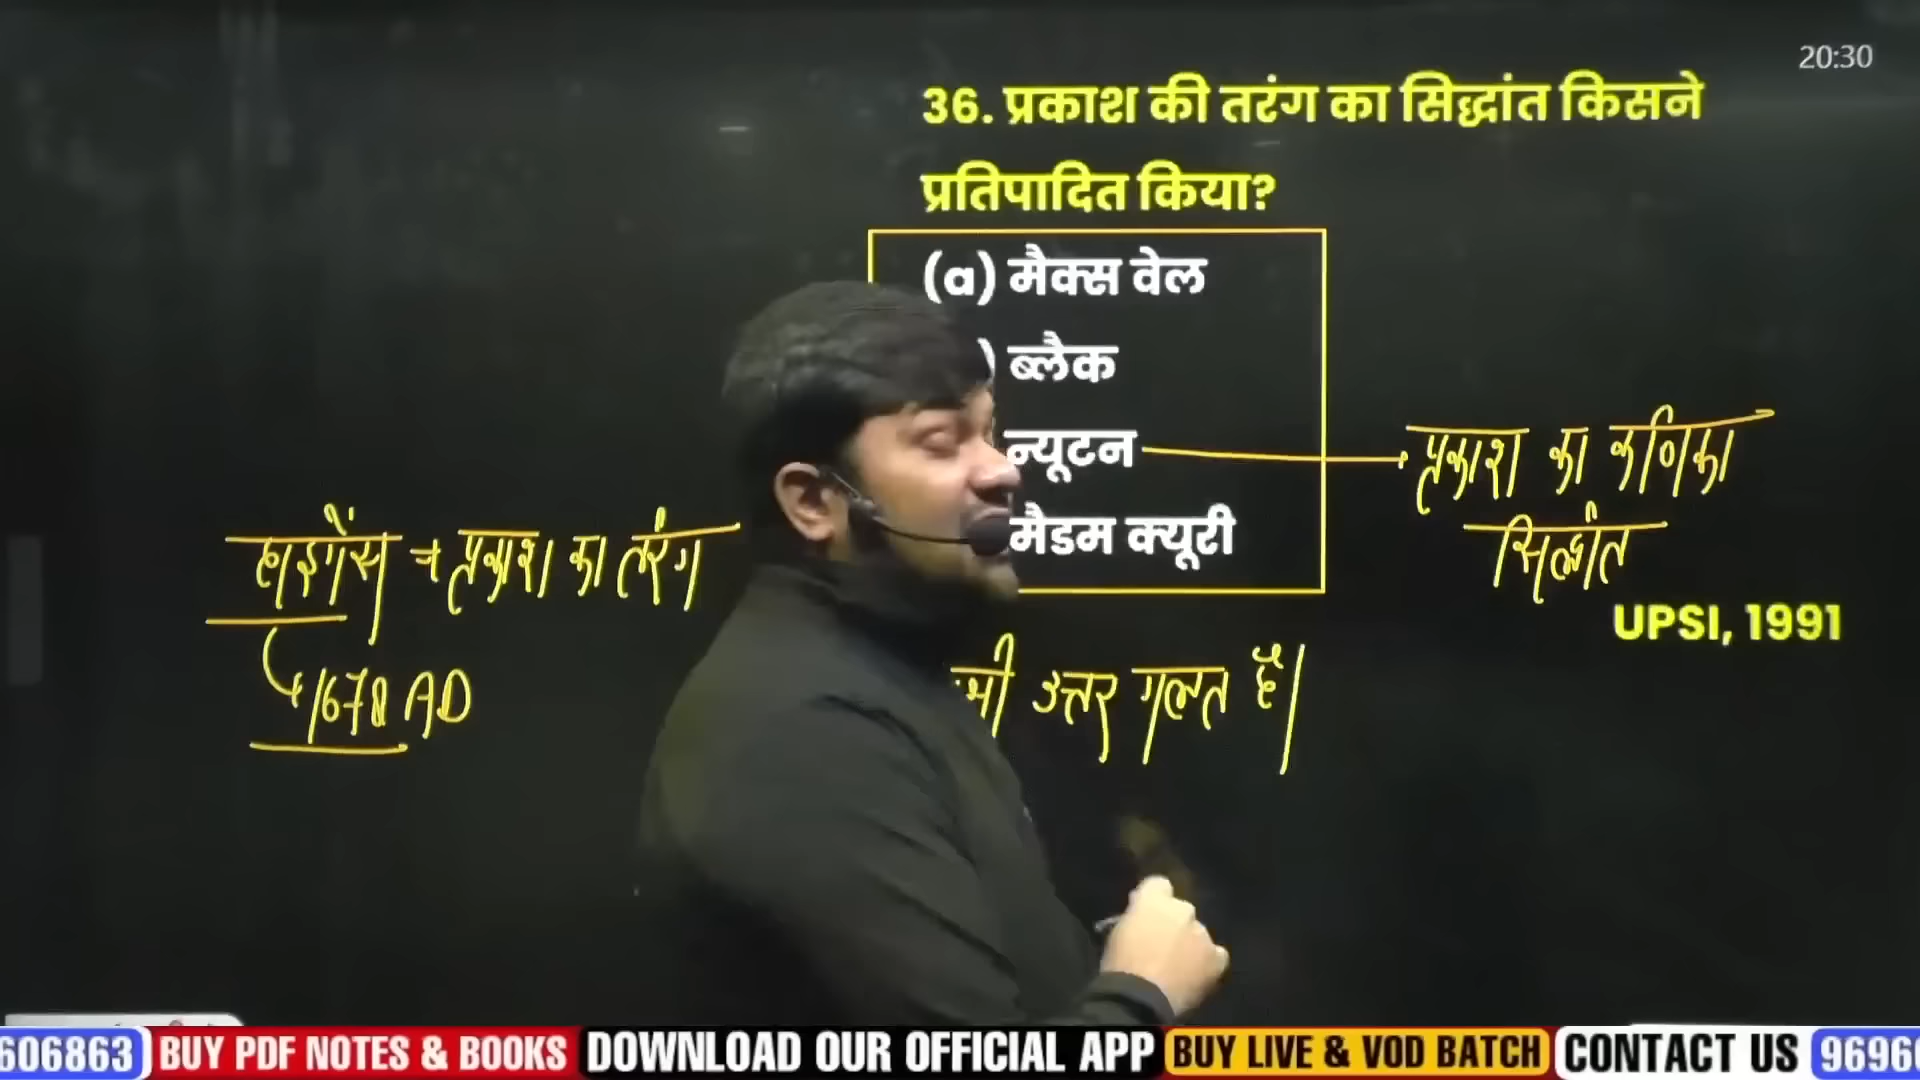 20:30
36. प्रकाश की तरंग का सिद्धांत किसने
प्रतिपादित किया?
(a) मैक्स वेल
) ब्लैक
न्यूटन
मैडम क्यूरी
प्रकाश का कणिका
सिद्धांत
हाइगेंस → प्रकाश का तरंग
1678 AD
UPSI, 1991
भी उत्तर गलत है।
606863 BUY PDF NOTES & BOOKS DOWNLOAD OUR OFFICIAL APP BUY LIVE & VOD BATCH CONTACT US 9696